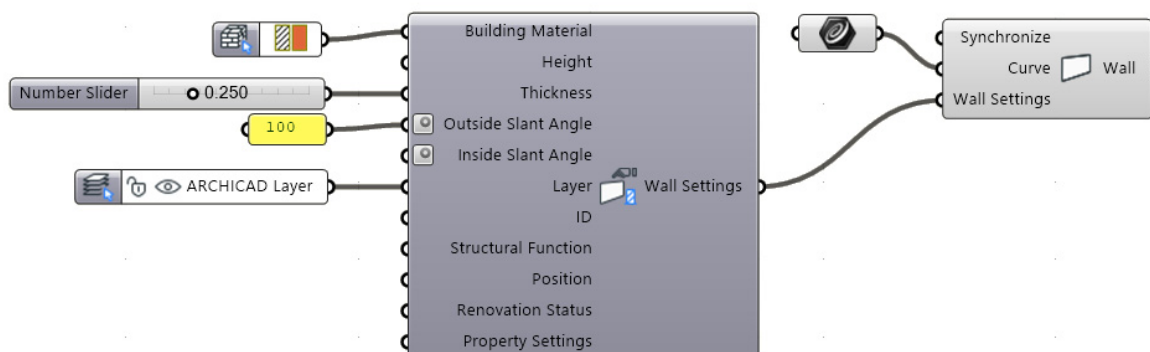 Building Material
Height
Number Slider 0.250
Thickness
100
Outside Slant Angle
Inside Slant Angle
ARCHICAD Layer
Layer
Wall Settings
ID
Structural Function
Position
Renovation Status
Property Settings
Synchronize
Curve
Wall
Wall Settings